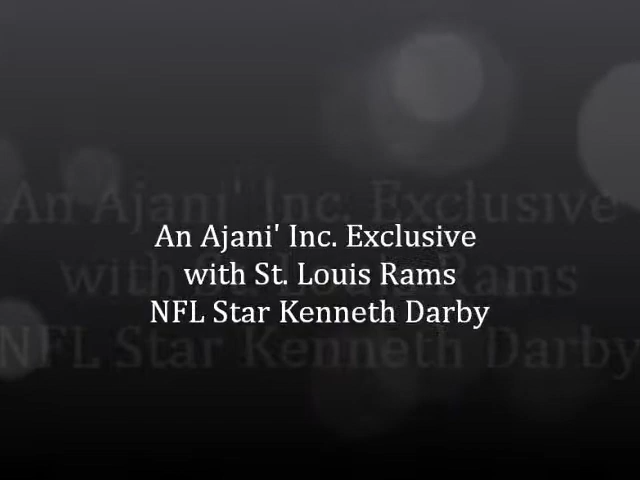 An Ajani' Inc. Exclusive
with St. Louis Rams
NFL Star Kenneth Darby